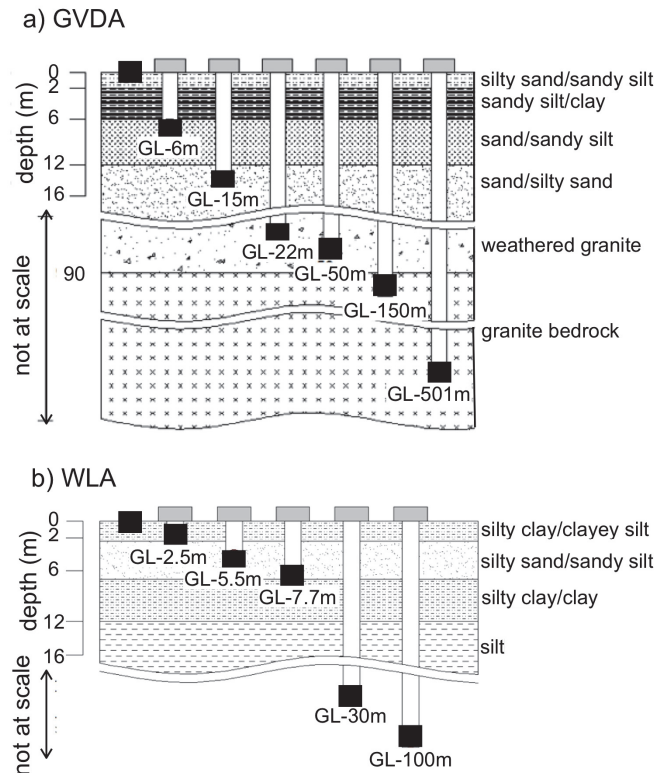 a) GVDA
depth (m)
0
2
6
12
16
not at scale
90
silty sand/sandy silt
sandy silt/clay
sand/sandy silt
sand/silty sand
weathered granite
granite bedrock
GL-6m
GL-15m
GL-22m
GL-50m
GL-150m
GL-501m
b) WLA
depth (m)
0
2
6
12
16
not at scale
silty clay/clayey silt
silty sand/sandy silt
silty clay/clay
silt
GL-2.5m
GL-5.5m
GL-7.7m
GL-30m
GL-100m